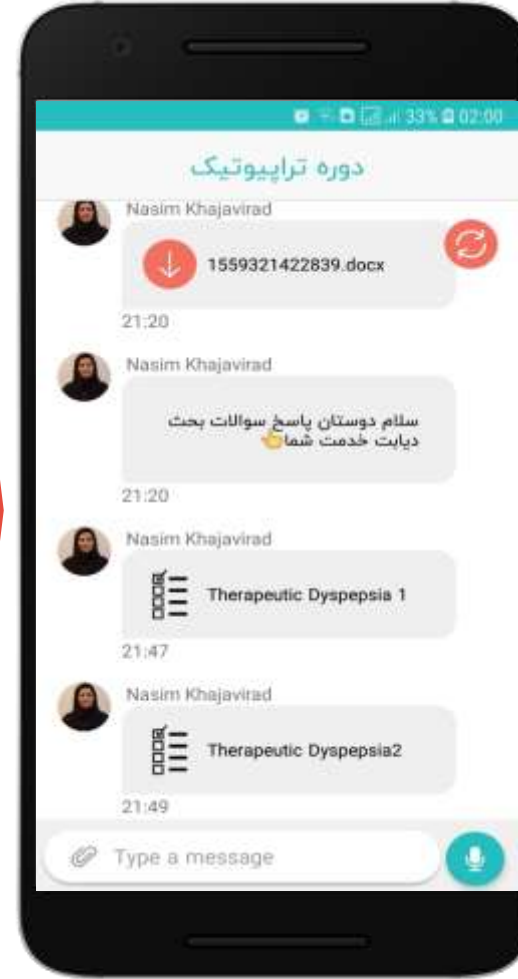 33% 02:00
دوره تراپیوتیک
Nasim Khajavirad
1559321422839.docx
21:20
Nasim Khajavirad
سلام دوستان پاسخ سوالات بحث
دیابت خدمت شما👈
21:20
Nasim Khajavirad
Therapeutic Dyspepsia 1
21:47
Nasim Khajavirad
Therapeutic Dyspepsia2
21:49
Type a message